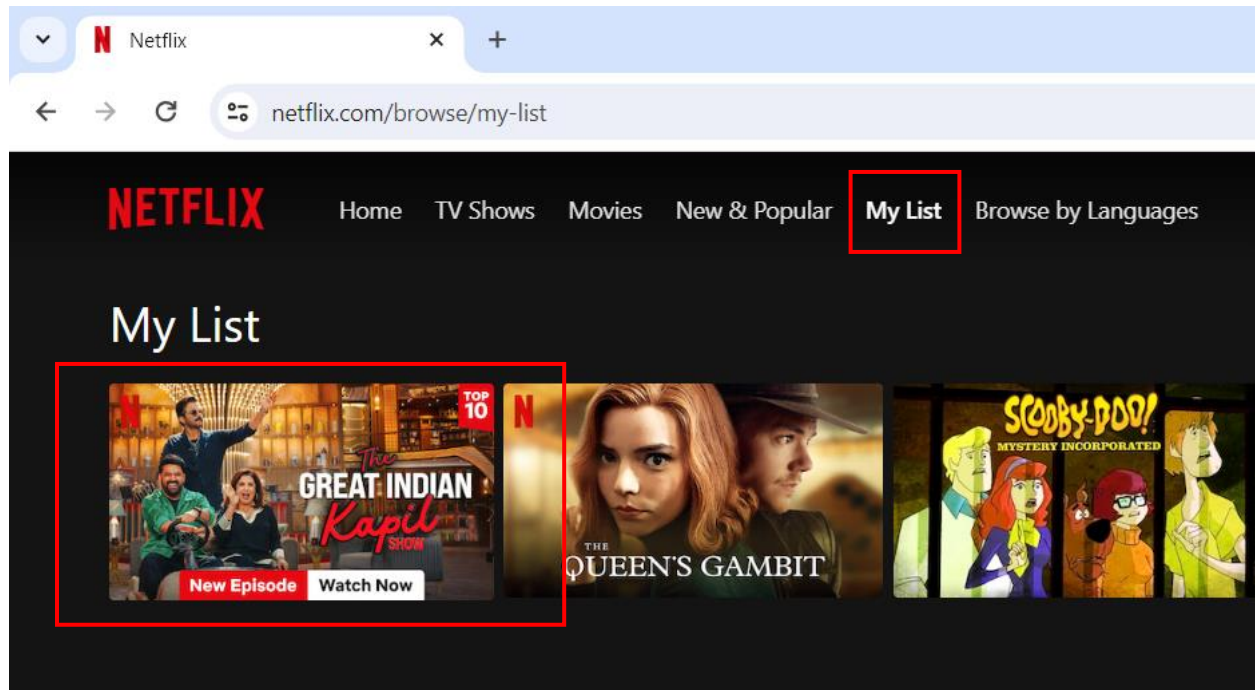 N Netflix
netflix.com/browse/my-list
NETFLIX Home TV Shows Movies New & Popular My List Browse by Languages
My List
N
TOP
10
The
GREAT INDIAN
Kapil
SHOW
New Episode Watch Now
N
THE
QUEEN'S GAMBIT
SCOOBY-DOO!
MYSTERY INCORPORATED